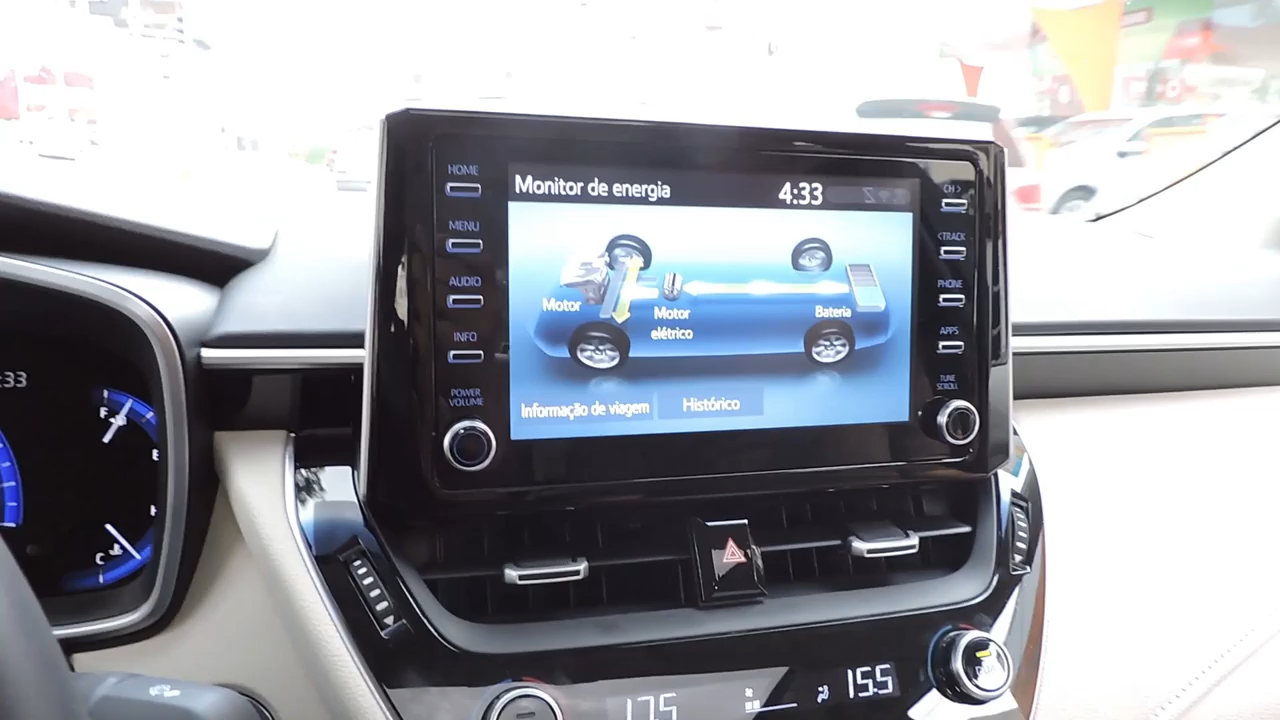 HOME
MENU
AUDIO
INFO
POWER
VOLUME
Monitor de energia
4:33
Motor
Motor
elétrico
Bateria
Informação de viagem
Histórico
CH >
< TRACK
PHONE
APPS
TUNE
SCROLL
:33
F
E
H
C
17.5
15.5